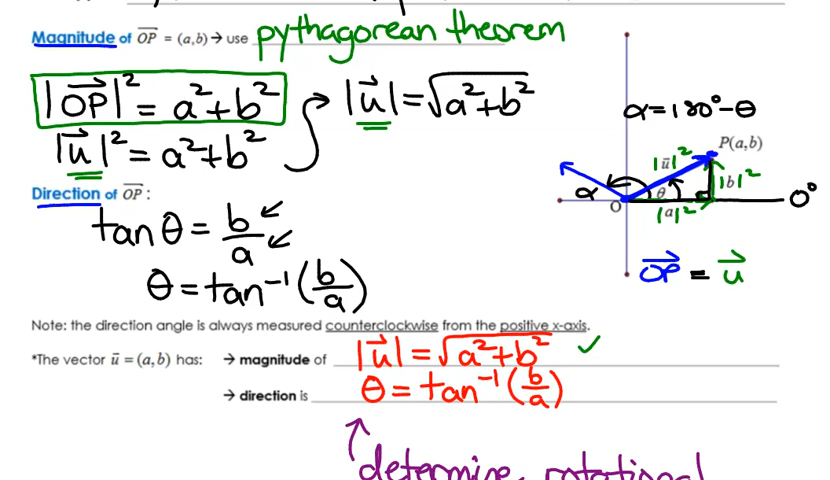 Magnitude of OP = (a,b) → use pythagorean theorem
|OP|² = a²+b²
|u|² = a²+b²
|u| = √a²+b²
Direction of OP :
tan θ = b/a
θ = tan⁻¹(b/a)
α = 180° - θ
P(a,b)
|u|²
|b|²
α
θ
O
|a|²
0°
OP = u
Note: the direction angle is always measured counterclockwise from the positive x-axis.
*The vector u = (a,b) has: → magnitude of |u| = √a²+b² ✓
→ direction is θ = tan⁻¹(b/a)
determine rotational